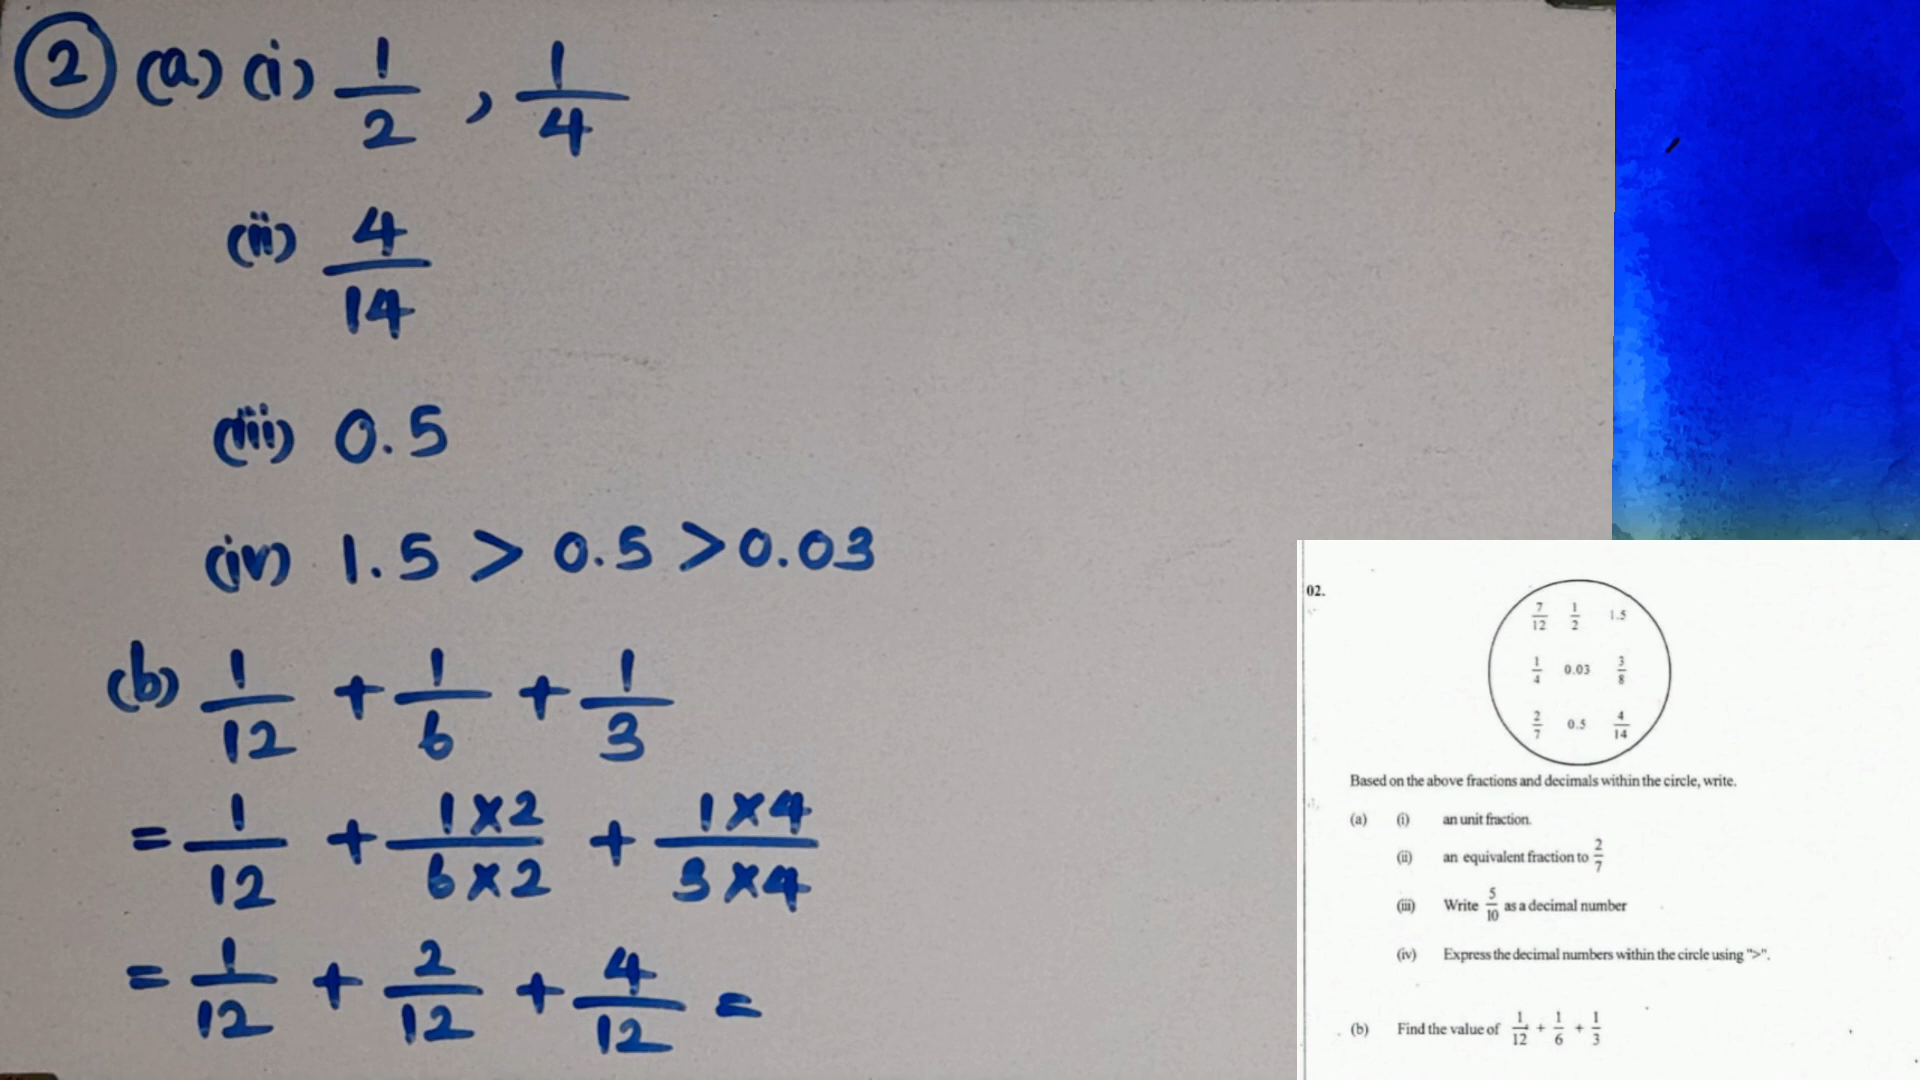 2 (a) (i) 1/2 , 1/4
(ii) 4/14
(iii) 0.5
(iv) 1.5 > 0.5 > 0.03
(b) 1/12 + 1/6 + 1/3
= 1/12 + 1×2/6×2 + 1×4/3×4
= 1/12 + 2/12 + 4/12 =
02.
7/12 1/2 1.5
1/4 0.03 3/8
2/7 0.5 4/14
Based on the above fractions and decimals within the circle, write.
(a) (i) an unit fraction.
(ii) an equivalent fraction to 2/7
(iii) Write 5/10 as a decimal number
(iv) Express the decimal numbers within the circle using ">".
(b) Find the value of 1/12 + 1/6 + 1/3